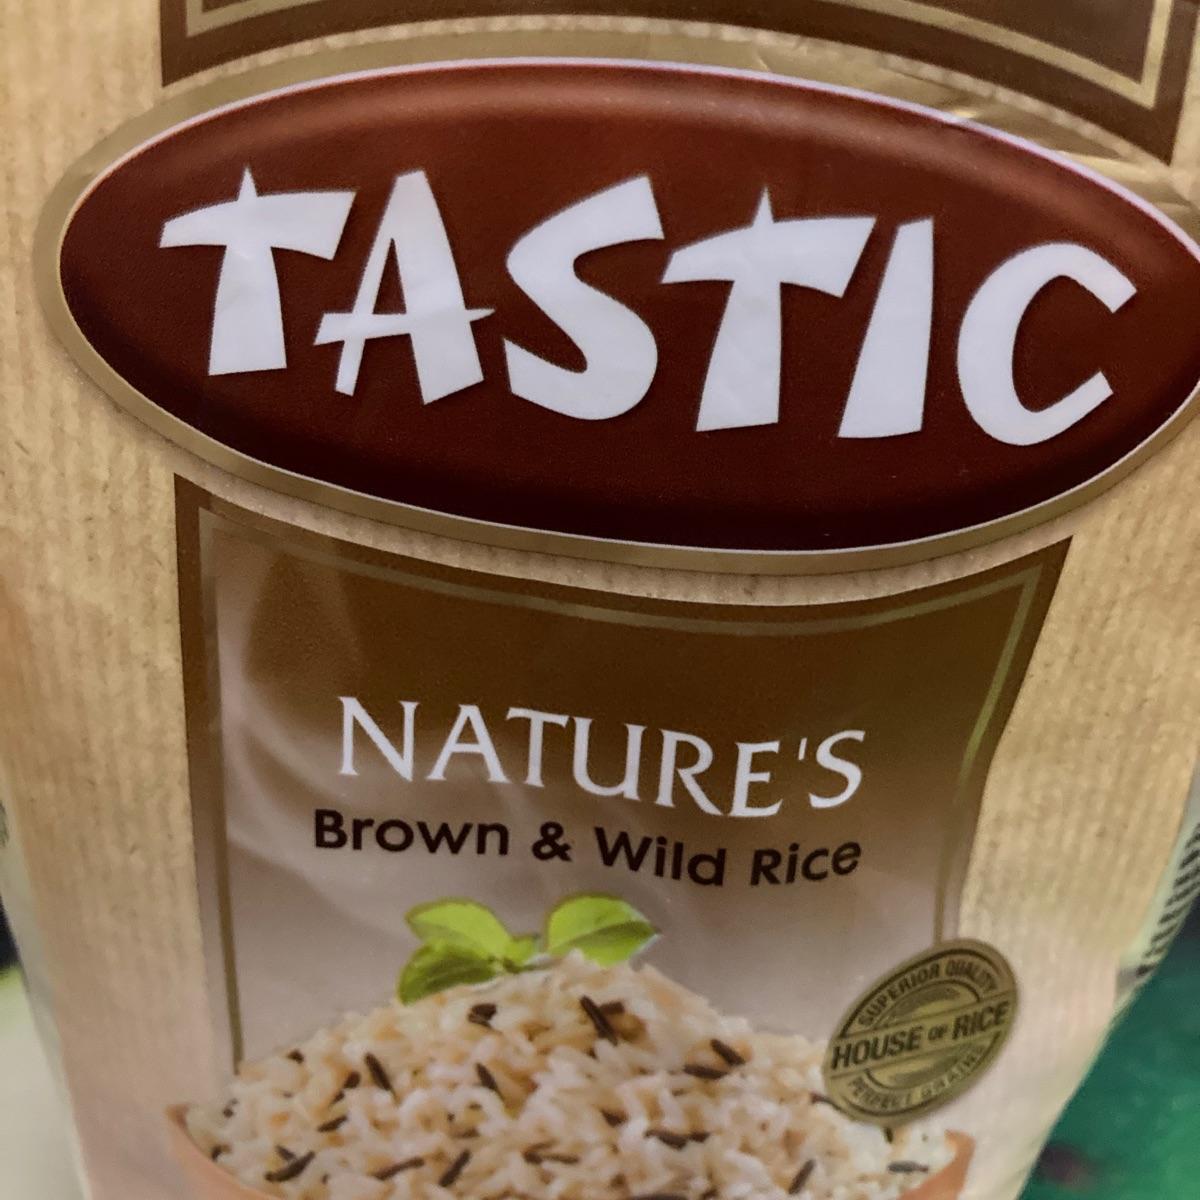 TASTIC
NATURE'S
Brown & Wild Rice
SUPERIOR QUALITY
HOUSE OF RICE
PERFECT GRAINS